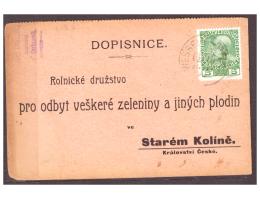 DOPISNICE.
Rolnické družstvo
pro odbyt veškeré zeleniny a jiných plodin
ve
Starém Kolíně.
Království České.